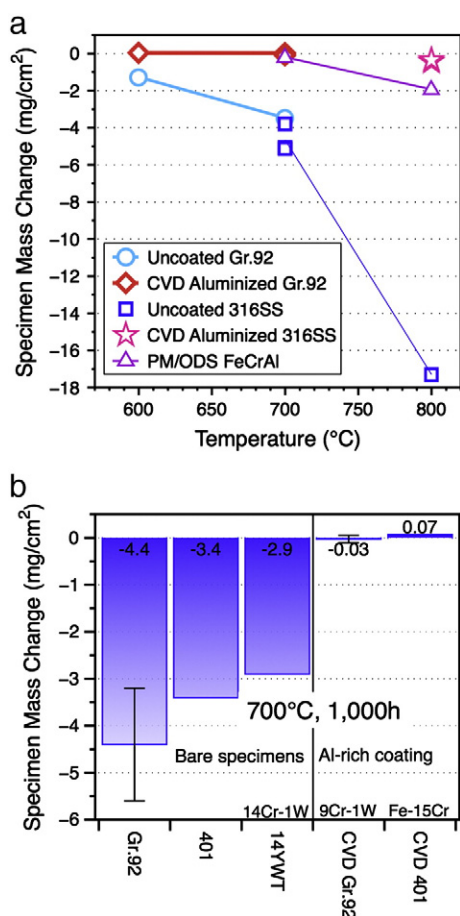 a
0
−2
−4
−6
−8
−10
−12
−14
−16
−18
Specimen Mass Change (mg/cm²)
Uncoated Gr.92
CVD Aluminized Gr.92
Uncoated 316SS
CVD Aluminized 316SS
PM/ODS FeCrAl
600 650 700 750 800
Temperature (°C)
b
0
−1
−2
−3
−4
−5
−6
Specimen Mass Change (mg/cm²)
-4.4 -3.4 -2.9 -0.03 0.07
700°C, 1,000h
Bare specimens Al-rich coating
14Cr-1W 9Cr-1W Fe-15Cr
Gr.92
401
14YWT
CVD Gr.92
CVD 401